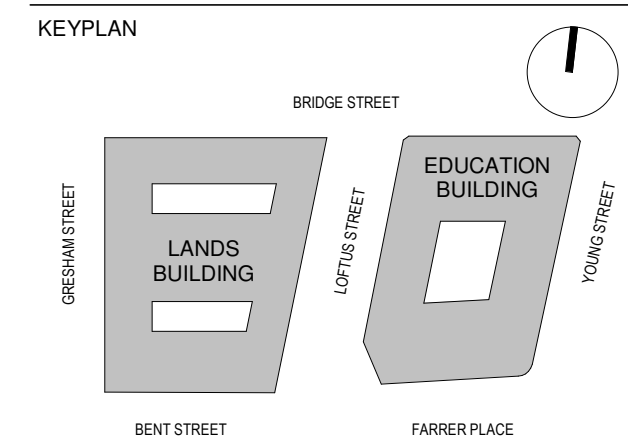 KEYPLAN
BRIDGE STREET
EDUCATION
BUILDING
GRESHAM STREET
LOFTUS STREET
YOUNG STREET
LANDS
BUILDING
BENT STREET
FARRER PLACE